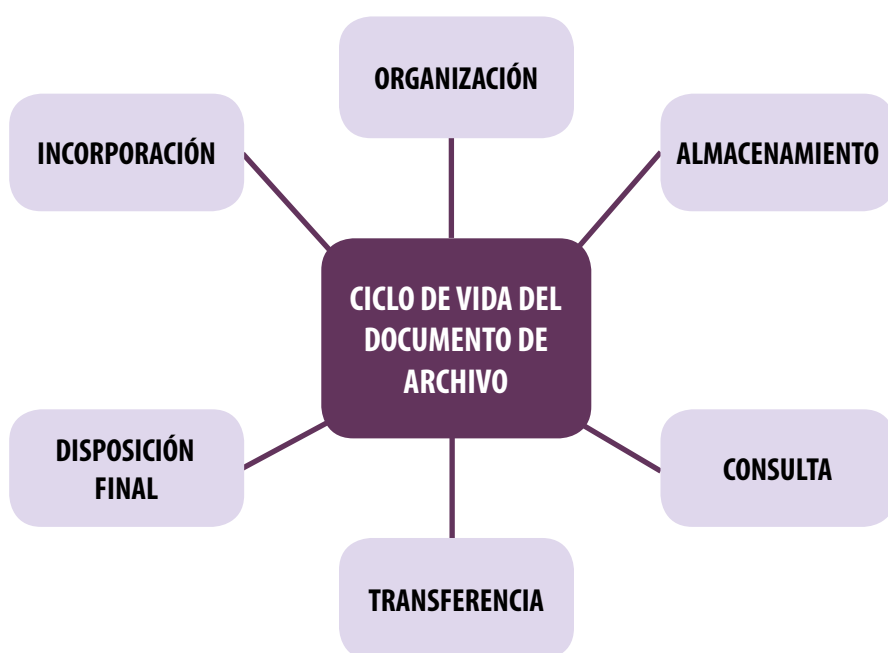 ORGANIZACIÓN
INCORPORACIÓN
ALMACENAMIENTO
CICLO DE VIDA DEL
DOCUMENTO DE
ARCHIVO
DISPOSICIÓN
FINAL
CONSULTA
TRANSFERENCIA